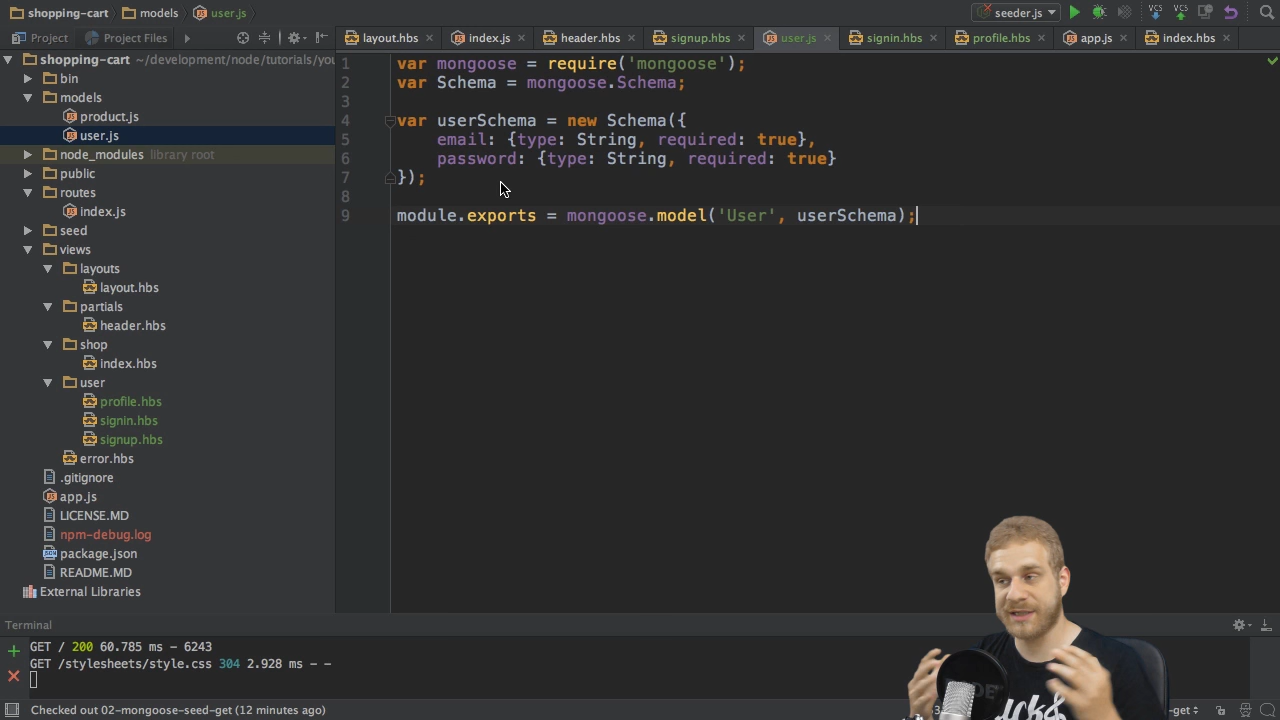 shopping-cart models user.js seeder.js VCS VCS
Project Project Files layout.hbs index.js header.hbs signup.hbs user.js signin.hbs profile.hbs app.js index.hbs
shopping-cart ~/development/node/tutorials/you
bin
models
product.js
user.js
node_modules library root
public
routes
index.js
seed
views
layouts
layout.hbs
partials
header.hbs
shop
index.hbs
user
profile.hbs
signin.hbs
signup.hbs
error.hbs
.gitignore
app.js
LICENSE.MD
npm-debug.log
package.json
README.MD
External Libraries
1 var mongoose = require('mongoose');
2 var Schema = mongoose.Schema;
3
4 var userSchema = new Schema({
5 email: {type: String, required: true},
6 password: {type: String, required: true}
7 });
8
9 module.exports = mongoose.model('User', userSchema);
Terminal
GET / 200 60.785 ms - 6243
GET /stylesheets/style.css 304 2.928 ms - -
Checked out 02-mongoose-seed-get (12 minutes ago) -get